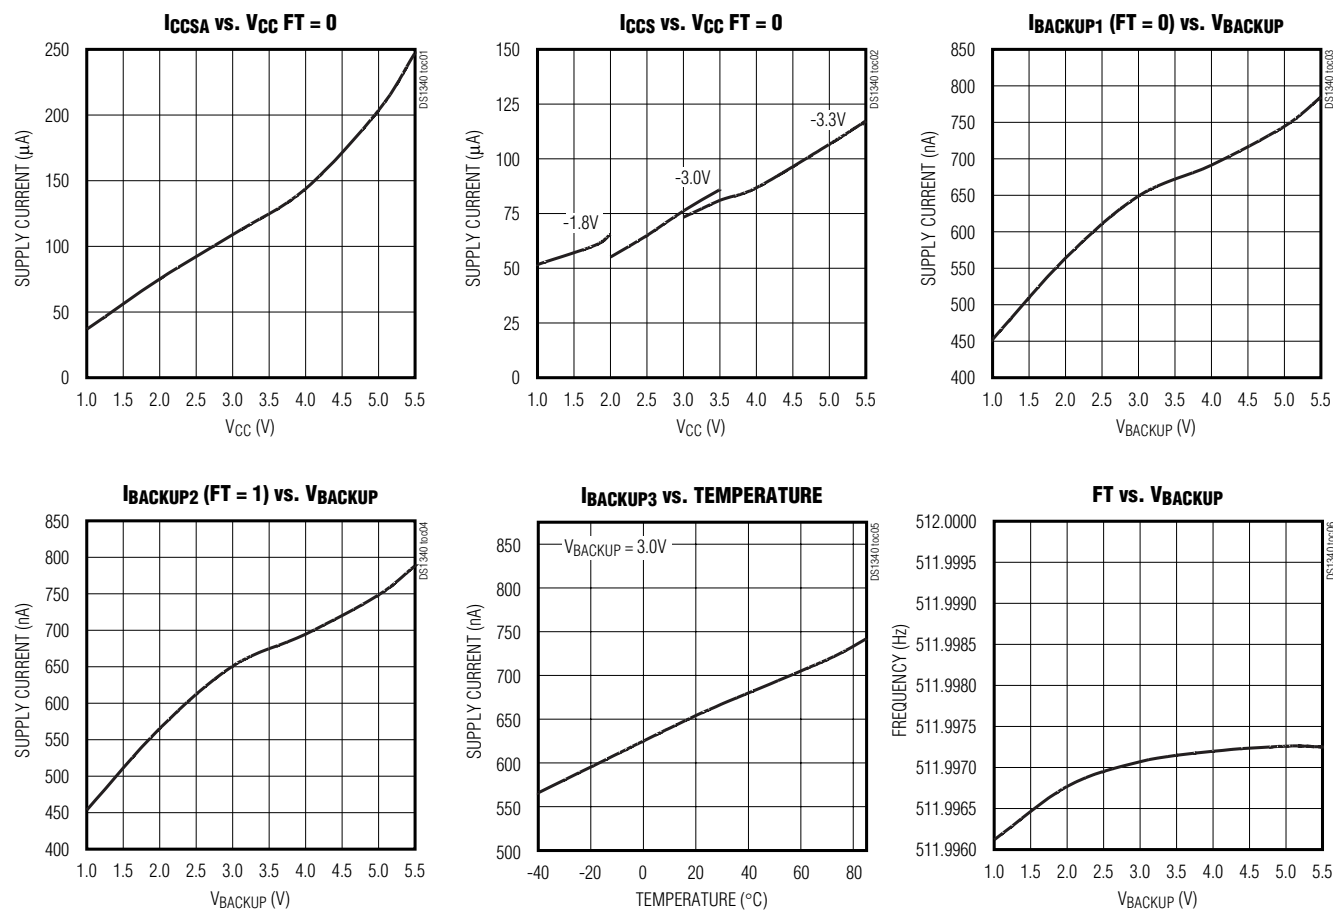 ICCSA vs. VCC FT = 0
250
200
150
100
50
0
SUPPLY CURRENT (µA)
1.0 1.5 2.0 2.5 3.0 3.5 4.0 4.5 5.0 5.5
VCC (V)
DS1340 toc01
ICCS vs. VCC FT = 0
150
125
100
75
50
25
0
SUPPLY CURRENT (µA)
-1.8V
-3.0V
-3.3V
1.0 1.5 2.0 2.5 3.0 3.5 4.0 4.5 5.0 5.5
VCC (V)
DS1340 toc02
IBACKUP1 (FT = 0) vs. VBACKUP
850
800
750
700
650
600
550
500
450
400
SUPPLY CURRENT (nA)
1.0 1.5 2.0 2.5 3.0 3.5 4.0 4.5 5.0 5.5
VBACKUP (V)
DS1340 toc03
IBACKUP2 (FT = 1) vs. VBACKUP
850
800
750
700
650
600
550
500
450
400
SUPPLY CURRENT (nA)
1.0 1.5 2.0 2.5 3.0 3.5 4.0 4.5 5.0 5.5
VBACKUP (V)
DS1340 toc04
IBACKUP3 vs. TEMPERATURE
850
800
750
700
650
600
550
500
SUPPLY CURRENT (nA)
VBACKUP = 3.0V
-40 -20 0 20 40 60 80
TEMPERATURE (°C)
DS1340 toc05
FT vs. VBACKUP
512.0000
511.9995
511.9990
511.9985
511.9980
511.9975
511.9970
511.9965
511.9960
FREQUENCY (Hz)
1.0 1.5 2.0 2.5 3.0 3.5 4.0 4.5 5.0 5.5
VBACKUP (V)
DS1340 toc06